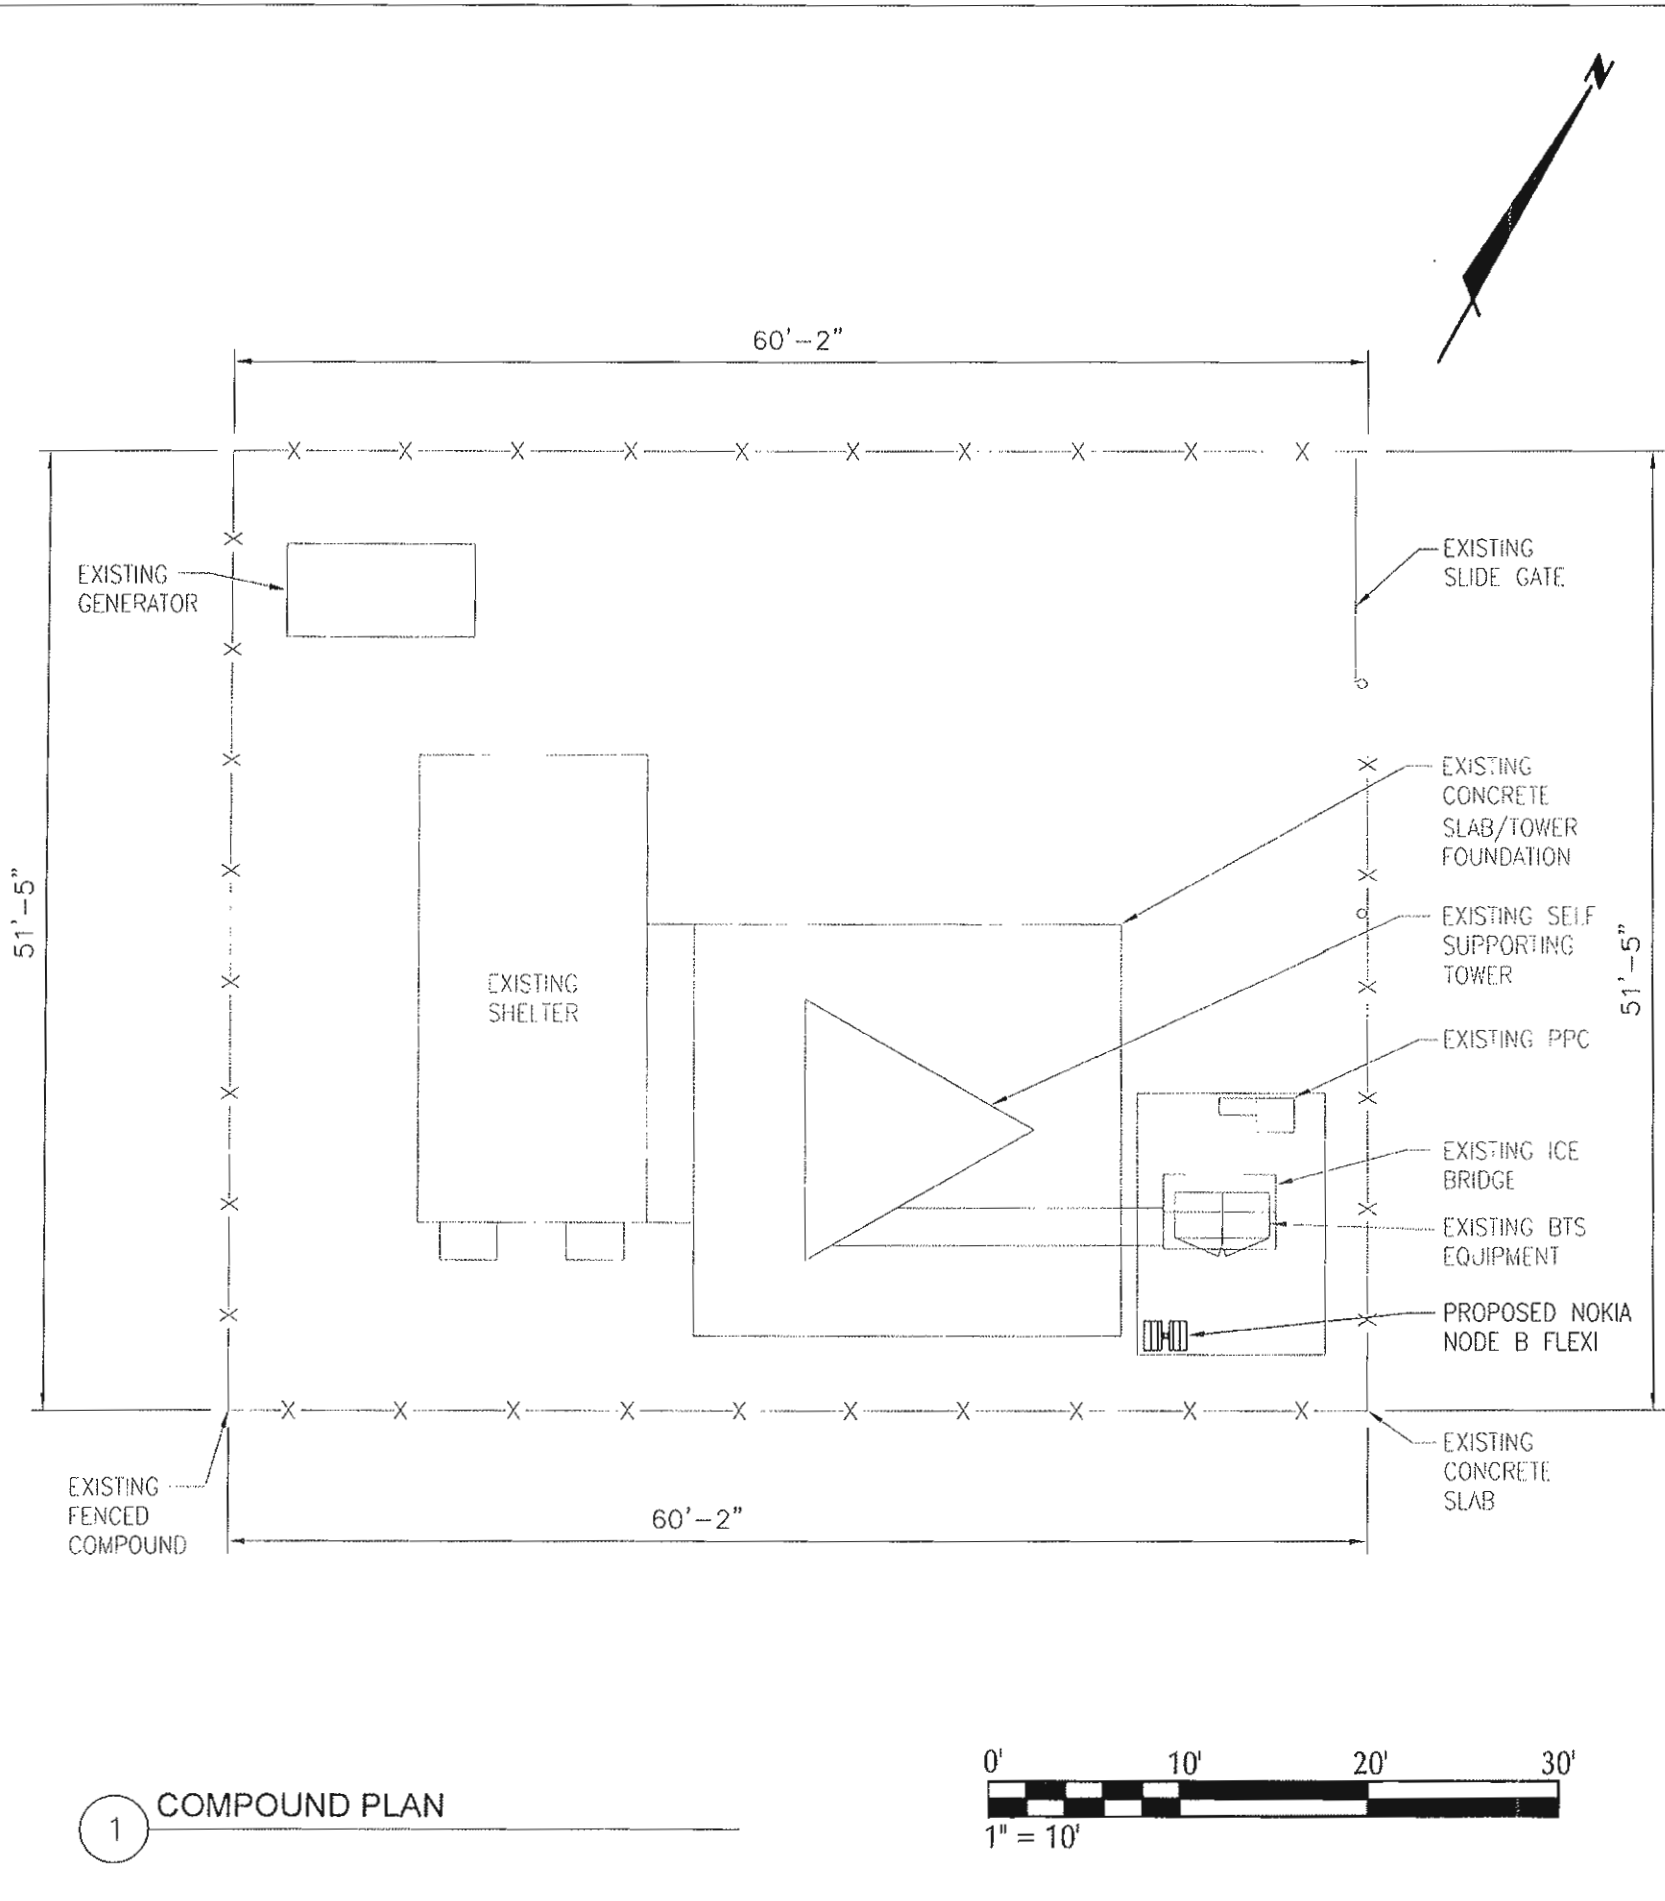 N
60'-2"
EXISTING
GENERATOR
EXISTING
SLIDE GATE
51'-5"
EXISTING
CONCRETE
SLAB/TOWER
FOUNDATION
EXISTING SELF
SUPPORTING
TOWER
51'-5"
EXISTING
SHELTER
EXISTING PPC
EXISTING ICE
BRIDGE
EXISTING BTS
EQUIPMENT
PROPOSED NOKIA
NODE B FLEXI
EXISTING
CONCRETE
SLAB
EXISTING
FENCED
COMPOUND
60'-2"
1 COMPOUND PLAN
0' 10' 20' 30'
1" = 10'